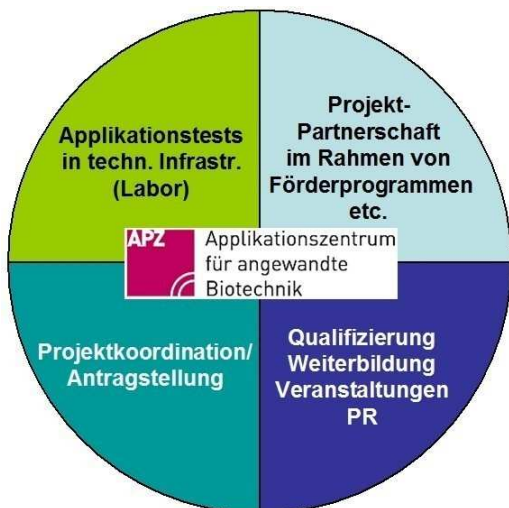 Applikationstests
in techn. Infrastr.
(Labor)
Projekt-
Partnerschaft
im Rahmen von
Förderprogrammen
etc.
APZ
Applikationszentrum
für angewandte
Biotechnik
Projektkoordination/
Antragstellung
Qualifizierung
Weiterbildung
Veranstaltungen
PR